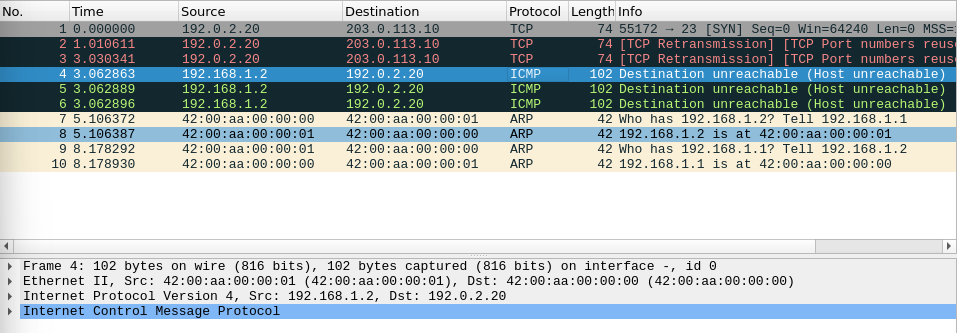 No. Time Source Destination Protocol Length Info
1 0.000000 192.0.2.20 203.0.113.10 TCP 74 55172 → 23 [SYN] Seq=0 Win=64240 Len=0 MSS=
2 1.010611 192.0.2.20 203.0.113.10 TCP 74 [TCP Retransmission] [TCP Port numbers reus
3 3.030341 192.0.2.20 203.0.113.10 TCP 74 [TCP Retransmission] [TCP Port numbers reus
4 3.062863 192.168.1.2 192.0.2.20 ICMP 102 Destination unreachable (Host unreachable)
5 3.062889 192.168.1.2 192.0.2.20 ICMP 102 Destination unreachable (Host unreachable)
6 3.062896 192.168.1.2 192.0.2.20 ICMP 102 Destination unreachable (Host unreachable)
7 5.106372 42:00:aa:00:00:00 42:00:aa:00:00:01 ARP 42 Who has 192.168.1.2? Tell 192.168.1.1
8 5.106387 42:00:aa:00:00:01 42:00:aa:00:00:00 ARP 42 192.168.1.2 is at 42:00:aa:00:00:01
9 8.178292 42:00:aa:00:00:01 42:00:aa:00:00:00 ARP 42 Who has 192.168.1.1? Tell 192.168.1.2
10 8.178930 42:00:aa:00:00:00 42:00:aa:00:00:01 ARP 42 192.168.1.1 is at 42:00:aa:00:00:00
Frame 4: 102 bytes on wire (816 bits), 102 bytes captured (816 bits) on interface -, id 0
Ethernet II, Src: 42:00:aa:00:00:01 (42:00:aa:00:00:01), Dst: 42:00:aa:00:00:00 (42:00:aa:00:00:00)
Internet Protocol Version 4, Src: 192.168.1.2, Dst: 192.0.2.20
Internet Control Message Protocol